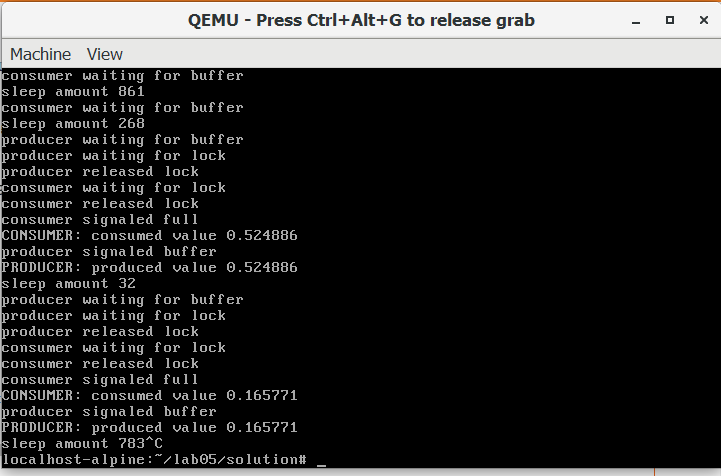 QEMU - Press Ctrl+Alt+G to release grab
Machine View
consumer waiting for buffer
sleep amount 861
consumer waiting for buffer
sleep amount 268
producer waiting for buffer
producer waiting for lock
producer released lock
consumer waiting for lock
consumer released lock
consumer signaled full
CONSUMER: consumed value 0.524886
producer signaled buffer
PRODUCER: produced value 0.524886
sleep amount 32
producer waiting for buffer
producer waiting for lock
producer released lock
consumer waiting for lock
consumer released lock
consumer signaled full
CONSUMER: consumed value 0.165771
producer signaled buffer
PRODUCER: produced value 0.165771
sleep amount 783^C
localhost-alpine:~/lab05/solution# _